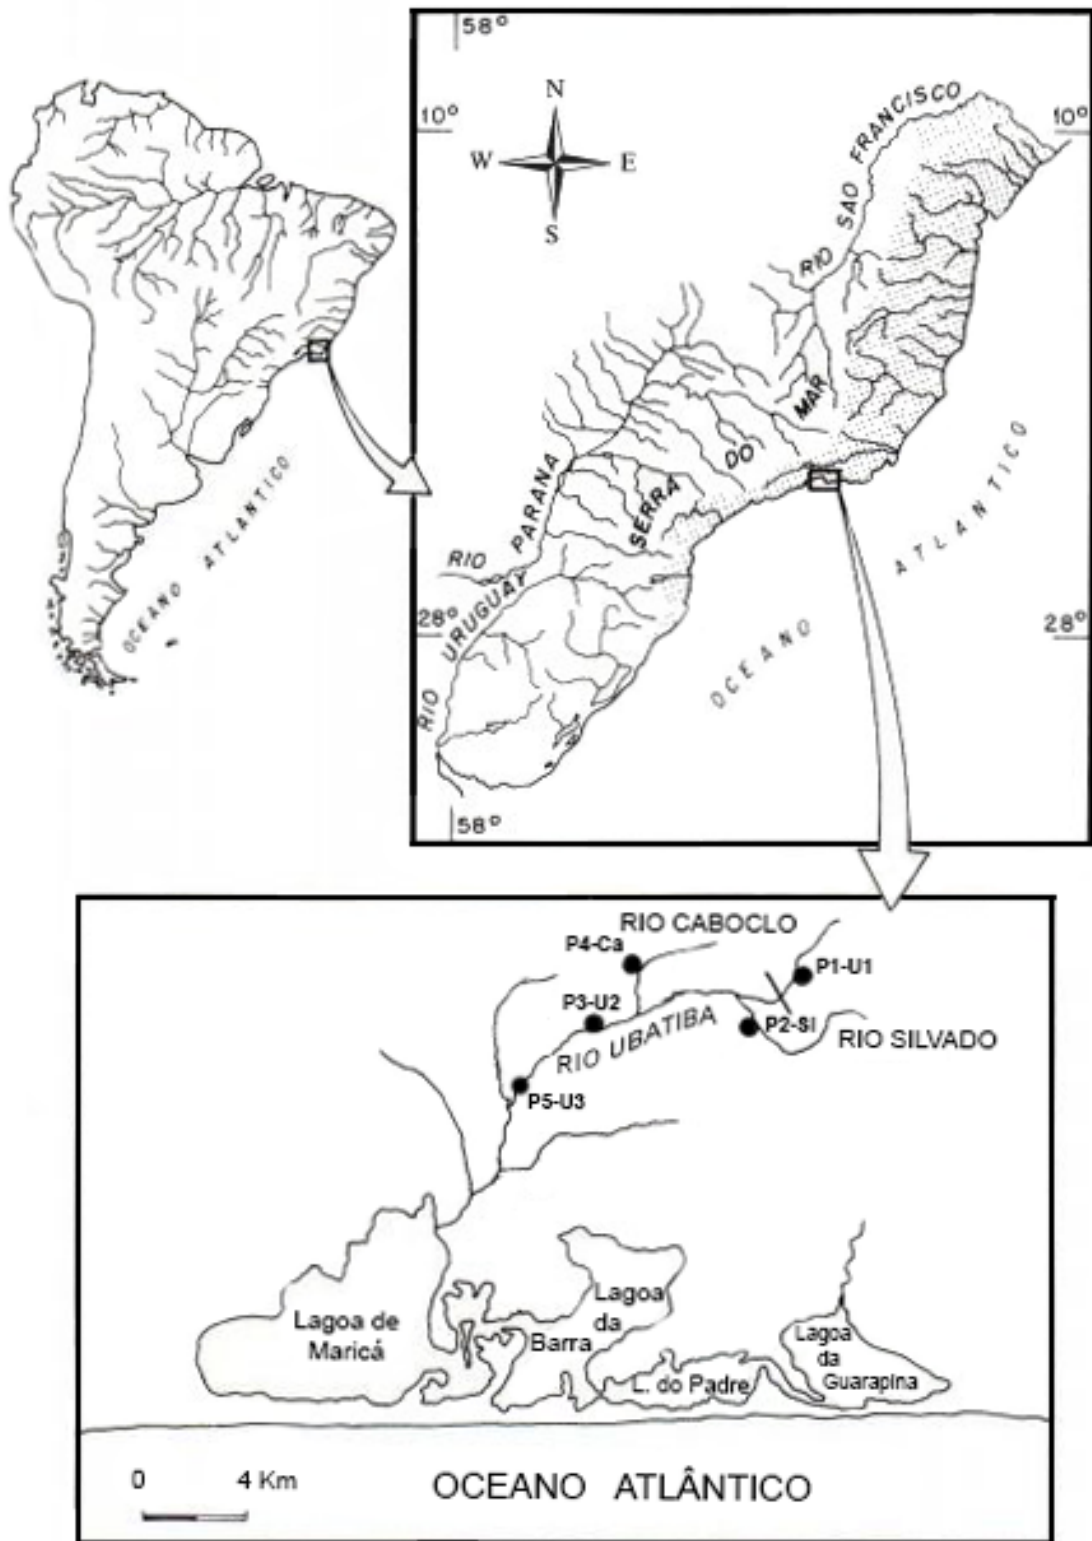 58°
N
10°
10°
W
E
S
RIO SAO FRANCISCO
SERRA DO MAR
RIO PARANA
RIO URUGUAY
28°
28°
OCEANO ATLANTICO
OCEANO ATLANTICO
58°
RIO CABOCLO
P4-Ca
P1-U1
P3-U2
P2-SI
RIO UBATIBA
RIO SILVADO
P5-U3
Lagoa de
Maricá
Lagoa
da
Barra
L. do Padre
Lagoa
da
Guarapina
0 4 Km
OCEANO ATLÂNTICO